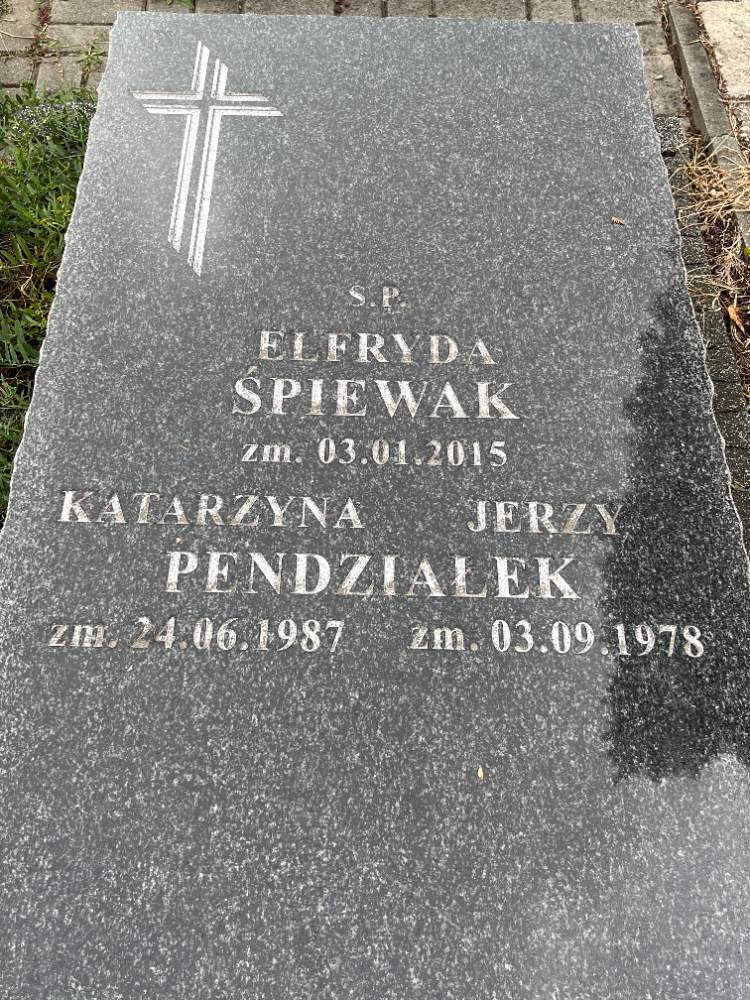 Ś.P.
ELFRYDA
ŚPIEWAK
zm. 03.01.2015
KATARZYNA JERZY
PENDZIAŁEK
zm. 24.06.1987 zm. 03.09.1978